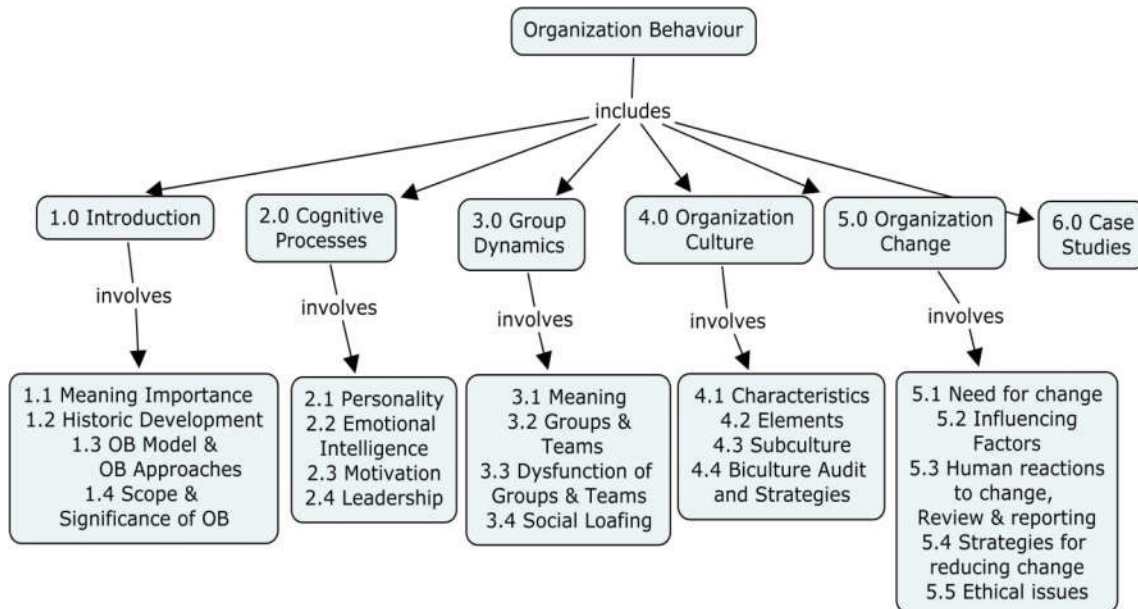 Organization Behaviour
includes
1.0 Introduction
2.0 Cognitive
Processes
3.0 Group
Dynamics
4.0 Organization
Culture
5.0 Organization
Change
6.0 Case
Studies
involves
involves
involves
involves
involves
1.1 Meaning Importance
1.2 Historic Development
1.3 OB Model &
OB Approaches
1.4 Scope &
Significance of OB
2.1 Personality
2.2 Emotional
Intelligence
2.3 Motivation
2.4 Leadership
3.1 Meaning
3.2 Groups &
Teams
3.3 Dysfunction of
Groups & Teams
3.4 Social Loafing
4.1 Characteristics
4.2 Elements
4.3 Subculture
4.4 Biculture Audit
and Strategies
5.1 Need for change
5.2 Influencing
Factors
5.3 Human reactions
to change,
Review & reporting
5.4 Strategies for
reducing change
5.5 Ethical issues